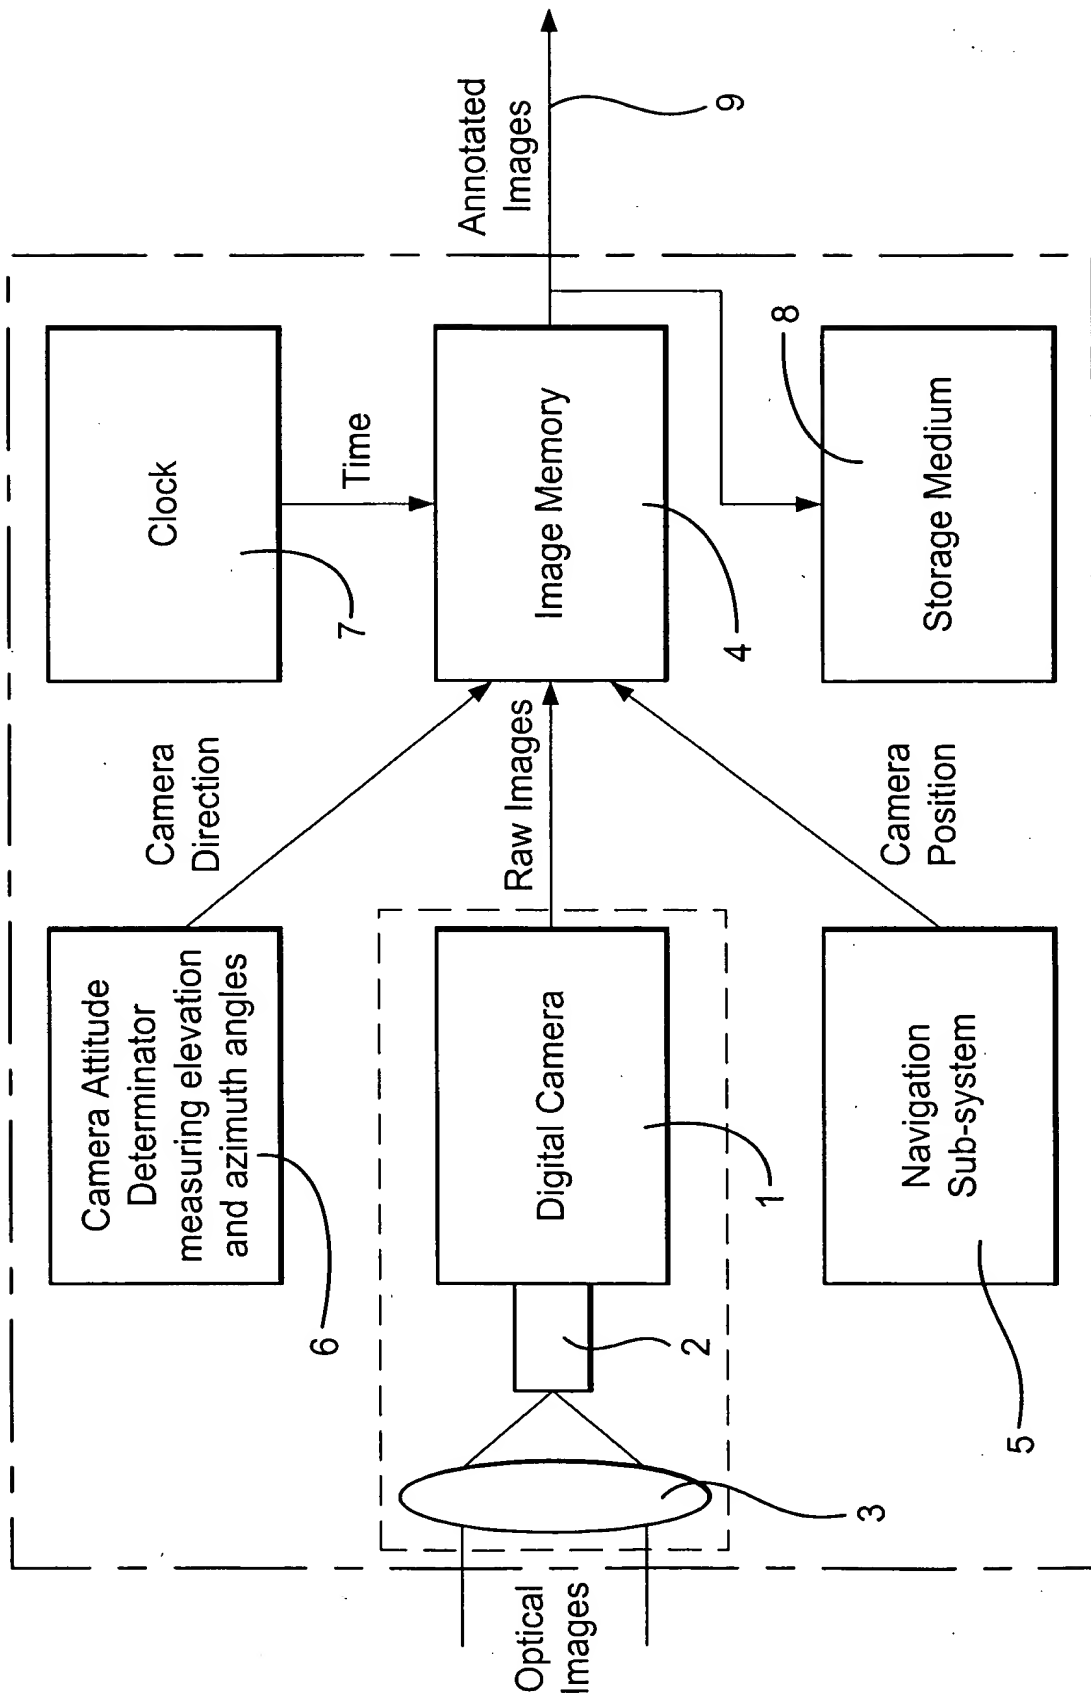 Camera Attitude
Determinator
measuring elevation
and azimuth angles
6
Camera
Direction
Clock
7
Time
Optical
Images
3
2
Digital Camera
1
Raw Images
Image Memory
4
Annotated
Images
9
Navigation
Sub-system
5
Camera
Position
Storage Medium
8